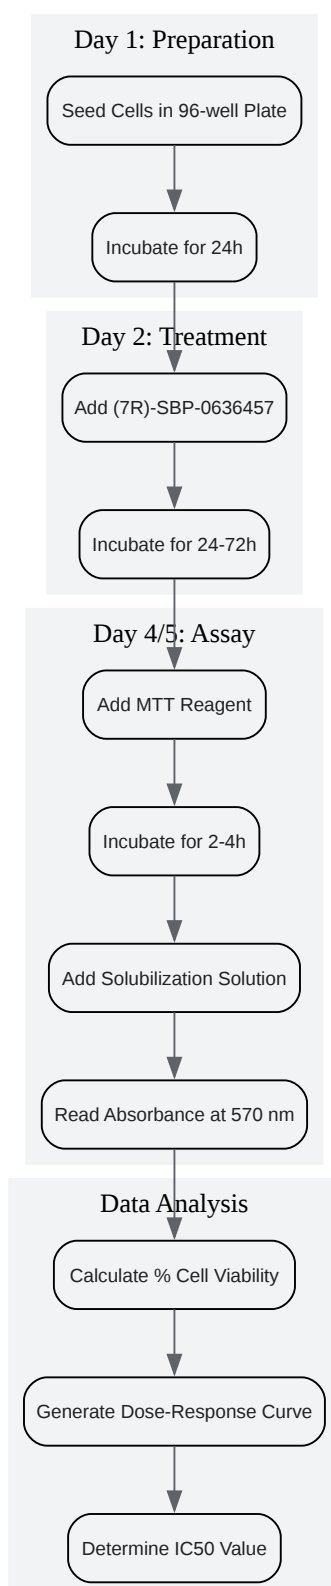 Day 1: Preparation
Seed Cells in 96-well Plate
Incubate for 24h
Day 2: Treatment
Add (7R)-SBP-0636457
Incubate for 24-72h
Day 4/5: Assay
Add MTT Reagent
Incubate for 2-4h
Add Solubilization Solution
Read Absorbance at 570 nm
Data Analysis
Calculate % Cell Viability
Generate Dose-Response Curve
Determine IC50 Value